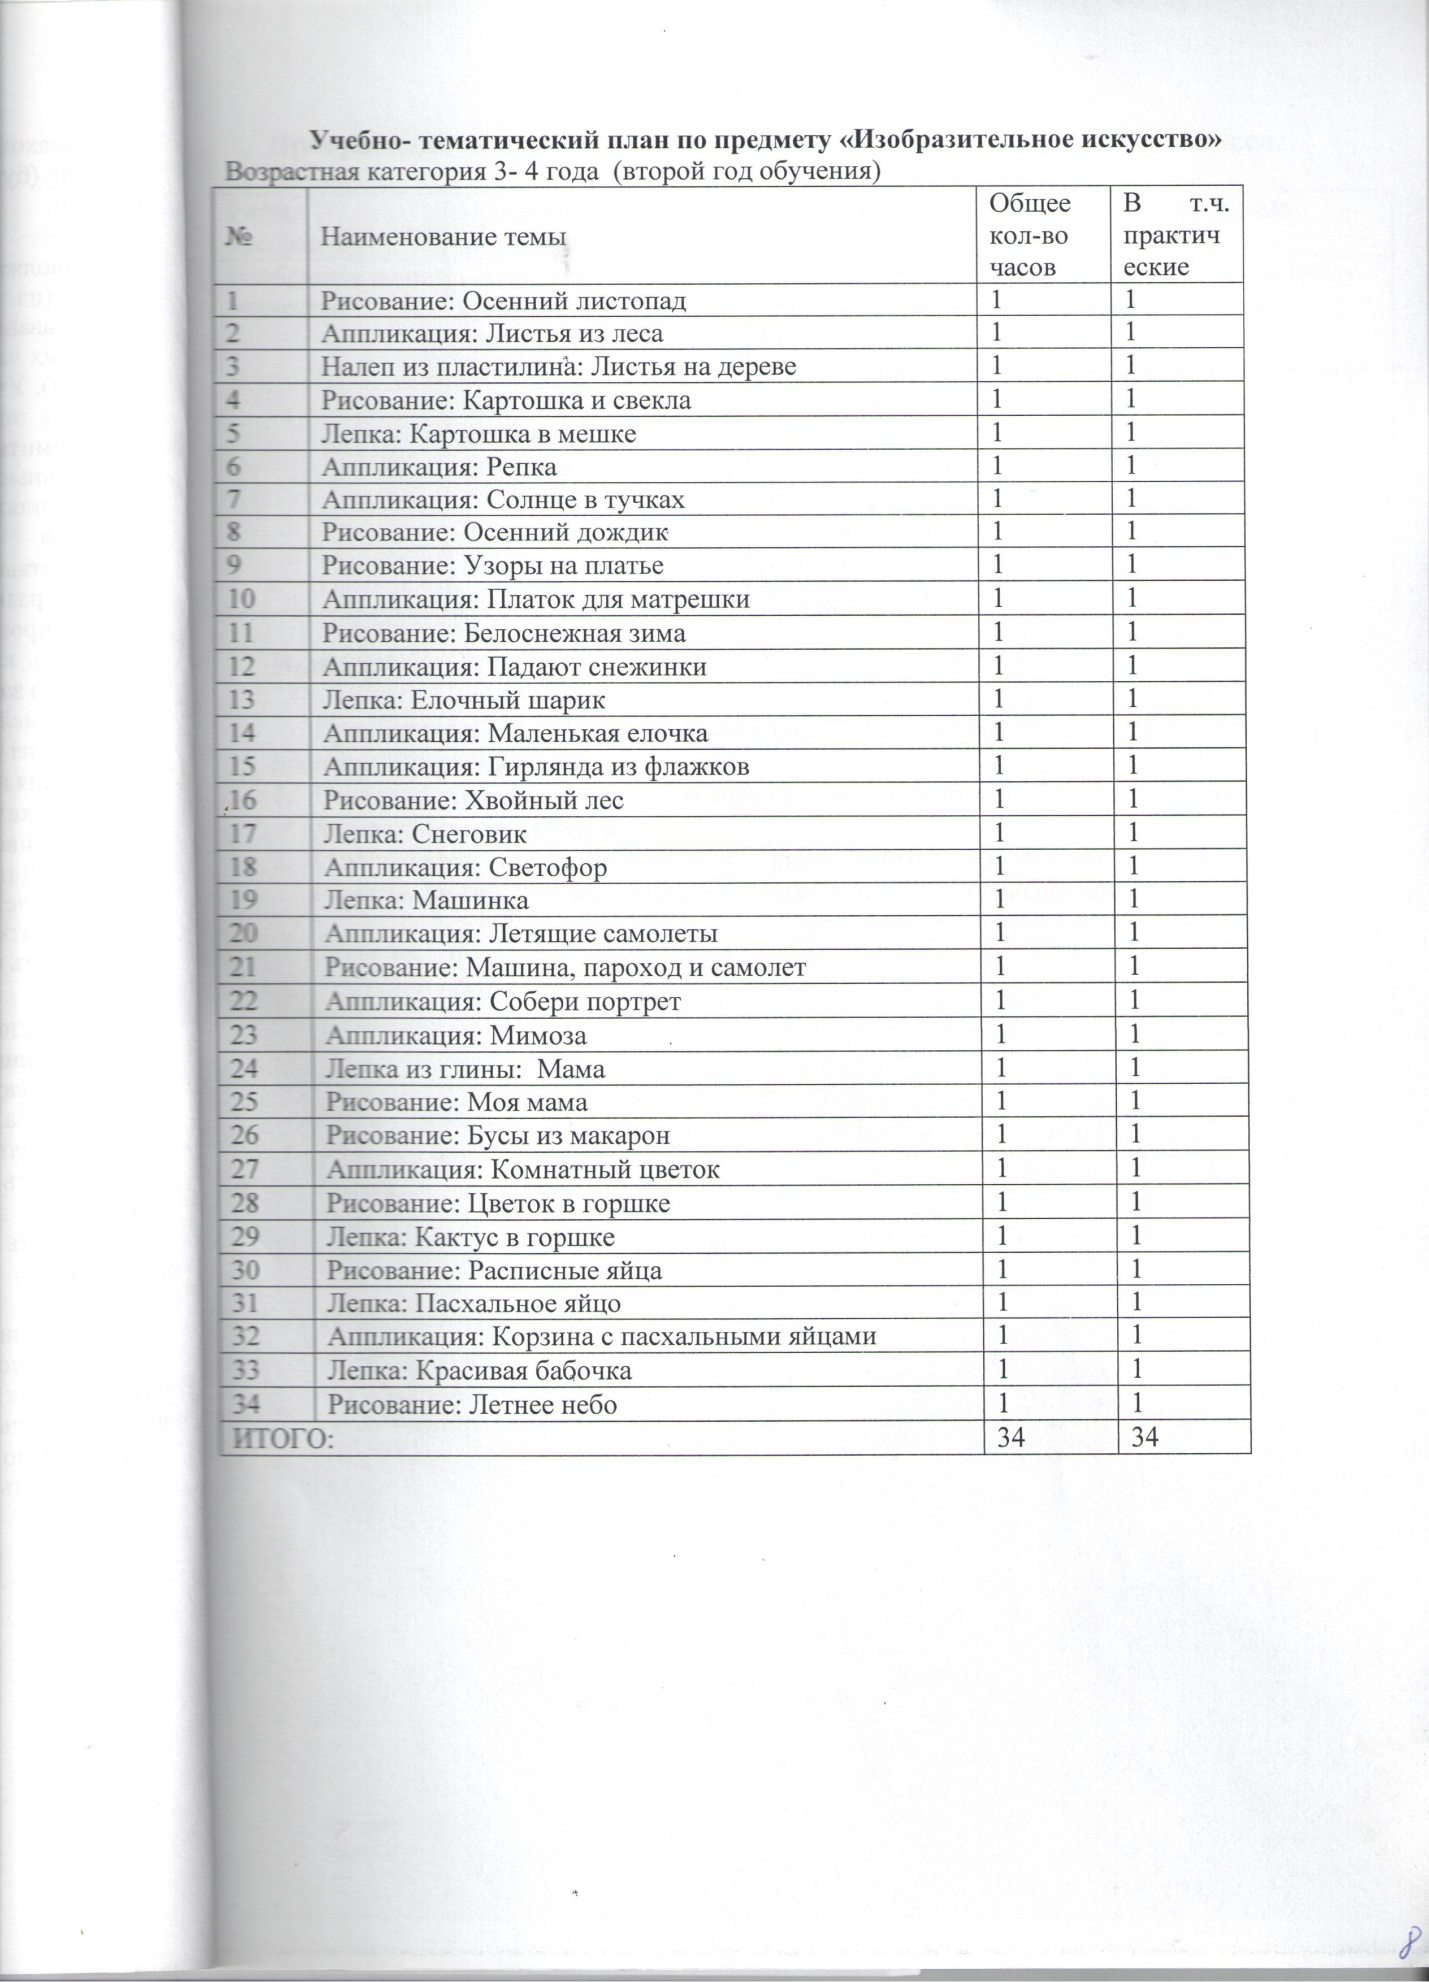 Учебно- тематический план по предмету «Изобразительное искусство»
Возрастная категория 3- 4 года (второй год обучения)
№ Наименование темы Общее кол-во часов В т.ч. практич еские
1 Рисование: Осенний листопад 1 1
2 Аппликация: Листья из леса 1 1
3 Налеп из пластилина: Листья на дереве 1 1
4 Рисование: Картошка и свекла 1 1
5 Лепка: Картошка в мешке 1 1
6 Аппликация: Репка 1 1
7 Аппликация: Солнце в тучках 1 1
8 Рисование: Осенний дождик 1 1
9 Рисование: Узоры на платье 1 1
10 Аппликация: Платок для матрешки 1 1
11 Рисование: Белоснежная зима 1 1
12 Аппликация: Падают снежинки 1 1
13 Лепка: Елочный шарик 1 1
14 Аппликация: Маленькая елочка 1 1
15 Аппликация: Гирлянда из флажков 1 1
16 Рисование: Хвойный лес 1 1
17 Лепка: Снеговик 1 1
18 Аппликация: Светофор 1 1
19 Лепка: Машинка 1 1
20 Аппликация: Летящие самолеты 1 1
21 Рисование: Машина, пароход и самолет 1 1
22 Аппликация: Собери портрет 1 1
23 Аппликация: Мимоза 1 1
24 Лепка из глины: Мама 1 1
25 Рисование: Моя мама 1 1
26 Рисование: Бусы из макарон 1 1
27 Аппликация: Комнатный цветок 1 1
28 Рисование: Цветок в горшке 1 1
29 Лепка: Кактус в горшке 1 1
30 Рисование: Расписные яйца 1 1
31 Лепка: Пасхальное яйцо 1 1
32 Аппликация: Корзина с пасхальными яйцами 1 1
33 Лепка: Красивая бабочка 1 1
34 Рисование: Летнее небо 1 1
ИТОГО: 34 34
8